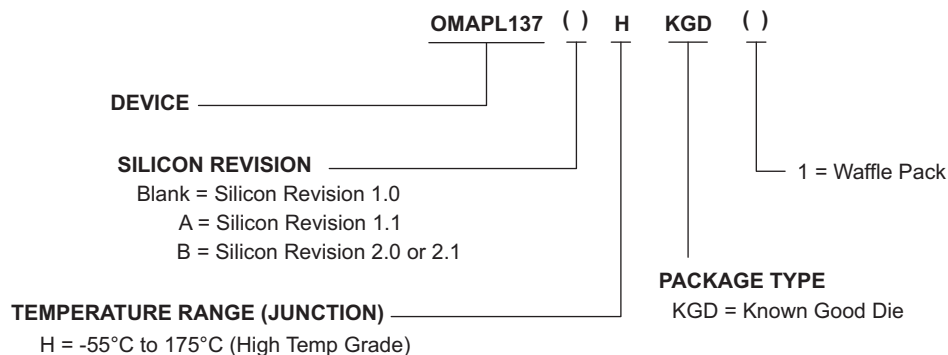 OMAPL137 ( ) H KGD ( )
DEVICE
SILICON REVISION
Blank = Silicon Revision 1.0
A = Silicon Revision 1.1
B = Silicon Revision 2.0 or 2.1
1 = Waffle Pack
PACKAGE TYPE
KGD = Known Good Die
TEMPERATURE RANGE (JUNCTION)
H = -55°C to 175°C (High Temp Grade)